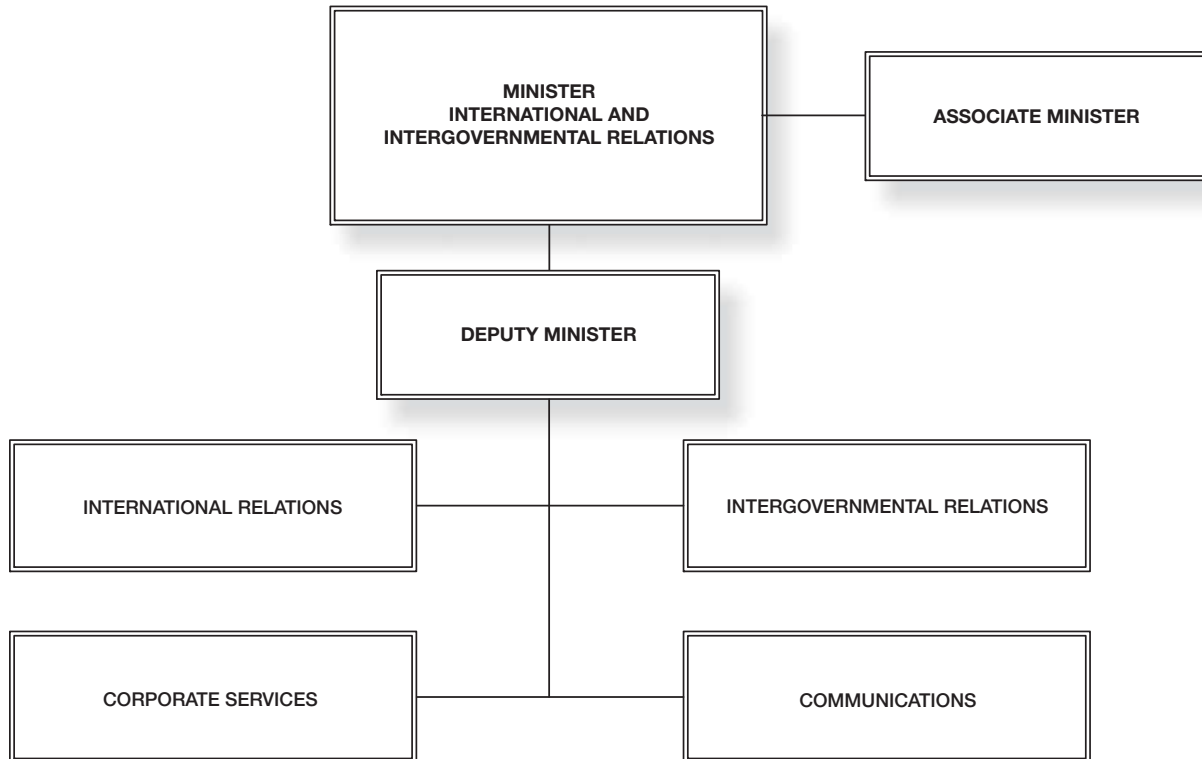 MINISTER
INTERNATIONAL AND
INTERGOVERNMENTAL RELATIONS
ASSOCIATE MINISTER
DEPUTY MINISTER
INTERNATIONAL RELATIONS
INTERGOVERNMENTAL RELATIONS
CORPORATE SERVICES
COMMUNICATIONS